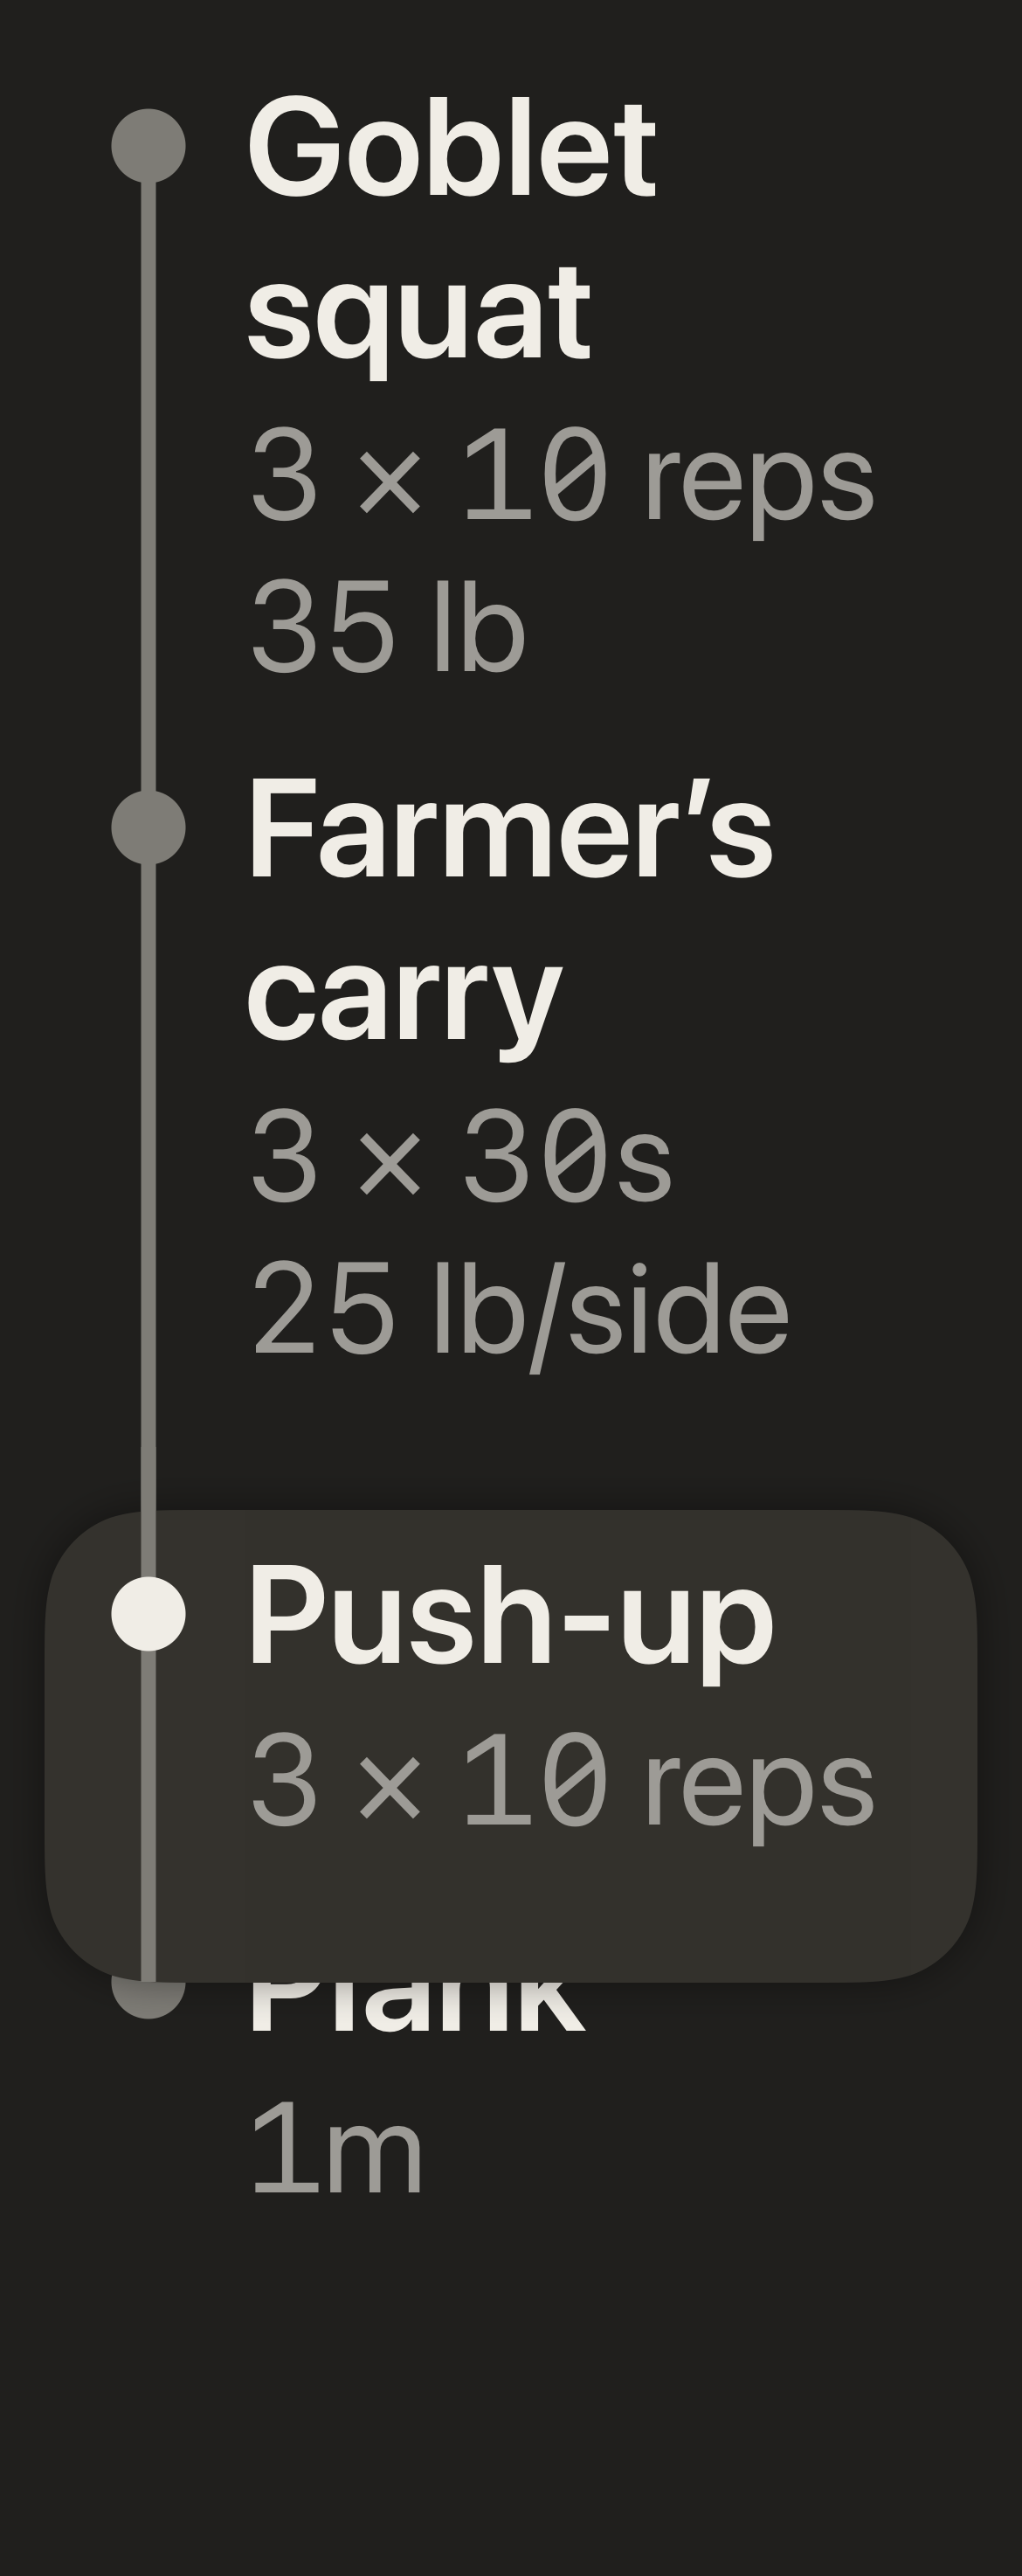 Goblet
squat
3 × 10 reps
35 lb
Farmer’s
carry
3 × 30s
25 lb/side
Push-up
3 × 10 reps
Plank
1m